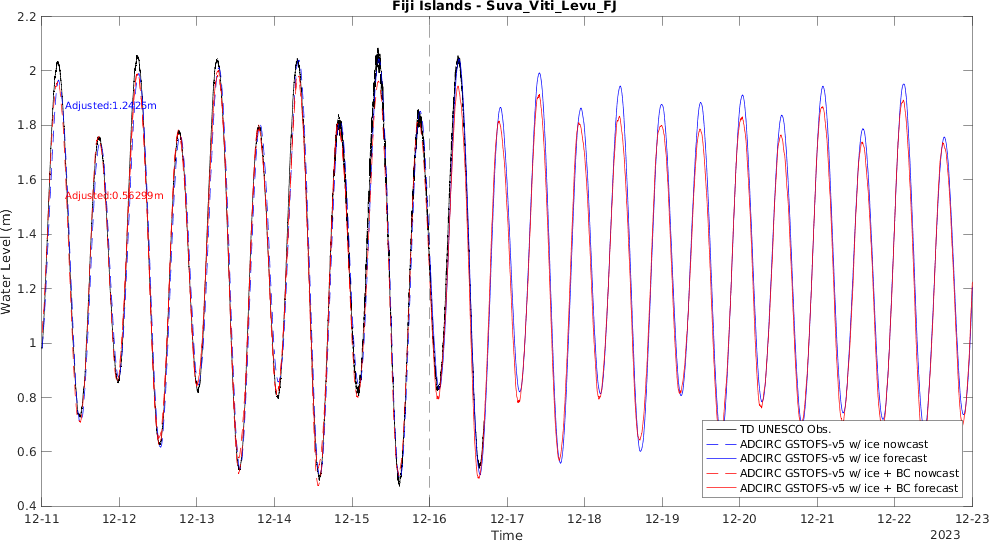 Fiji Islands - Suva_Viti_Levu_FJ
2.2
2
1.8
1.6
1.4
1.2
1
0.8
0.6
0.4
Water Level (m)
Adjusted:1.2425m
Adjusted:0.56299m
TD UNESCO Obs.
ADCIRC GSTOFS-v5 w/ ice nowcast
ADCIRC GSTOFS-v5 w/ ice forecast
ADCIRC GSTOFS-v5 w/ ice + BC nowcast
ADCIRC GSTOFS-v5 w/ ice + BC forecast
12-11 12-12 12-13 12-14 12-15 12-16 12-17 12-18 12-19 12-20 12-21 12-22 12-23
Time
2023